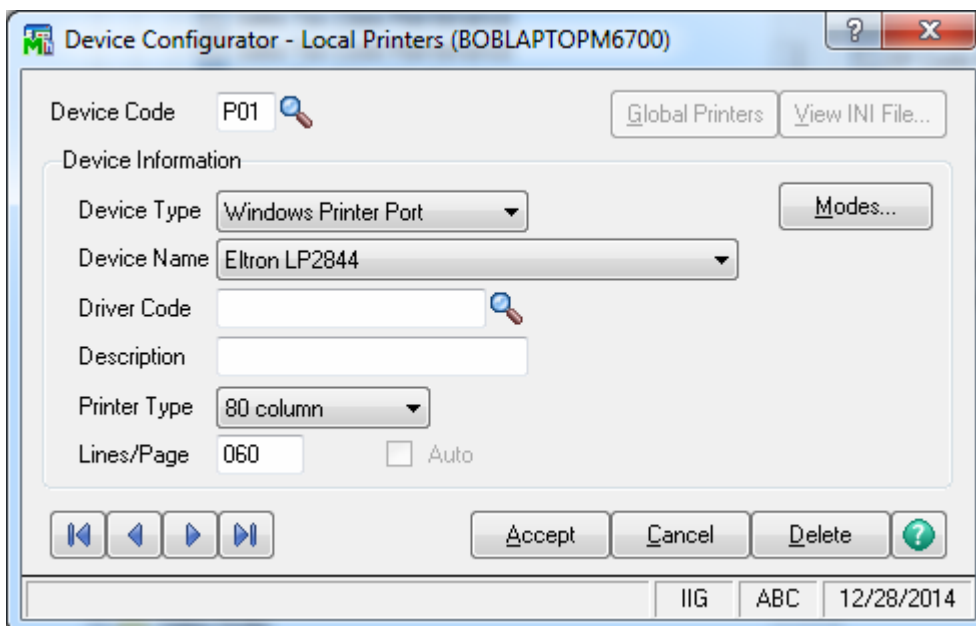 Device Configurator - Local Printers (BOBLAPTOPM6700)
Device Code P01 Global Printers View INI File...
Device Information
Device Type Windows Printer Port Modes...
Device Name Eltron LP2844
Driver Code
Description
Printer Type 80 column
Lines/Page 060 Auto
Accept Cancel Delete ?
IIG ABC 12/28/2014